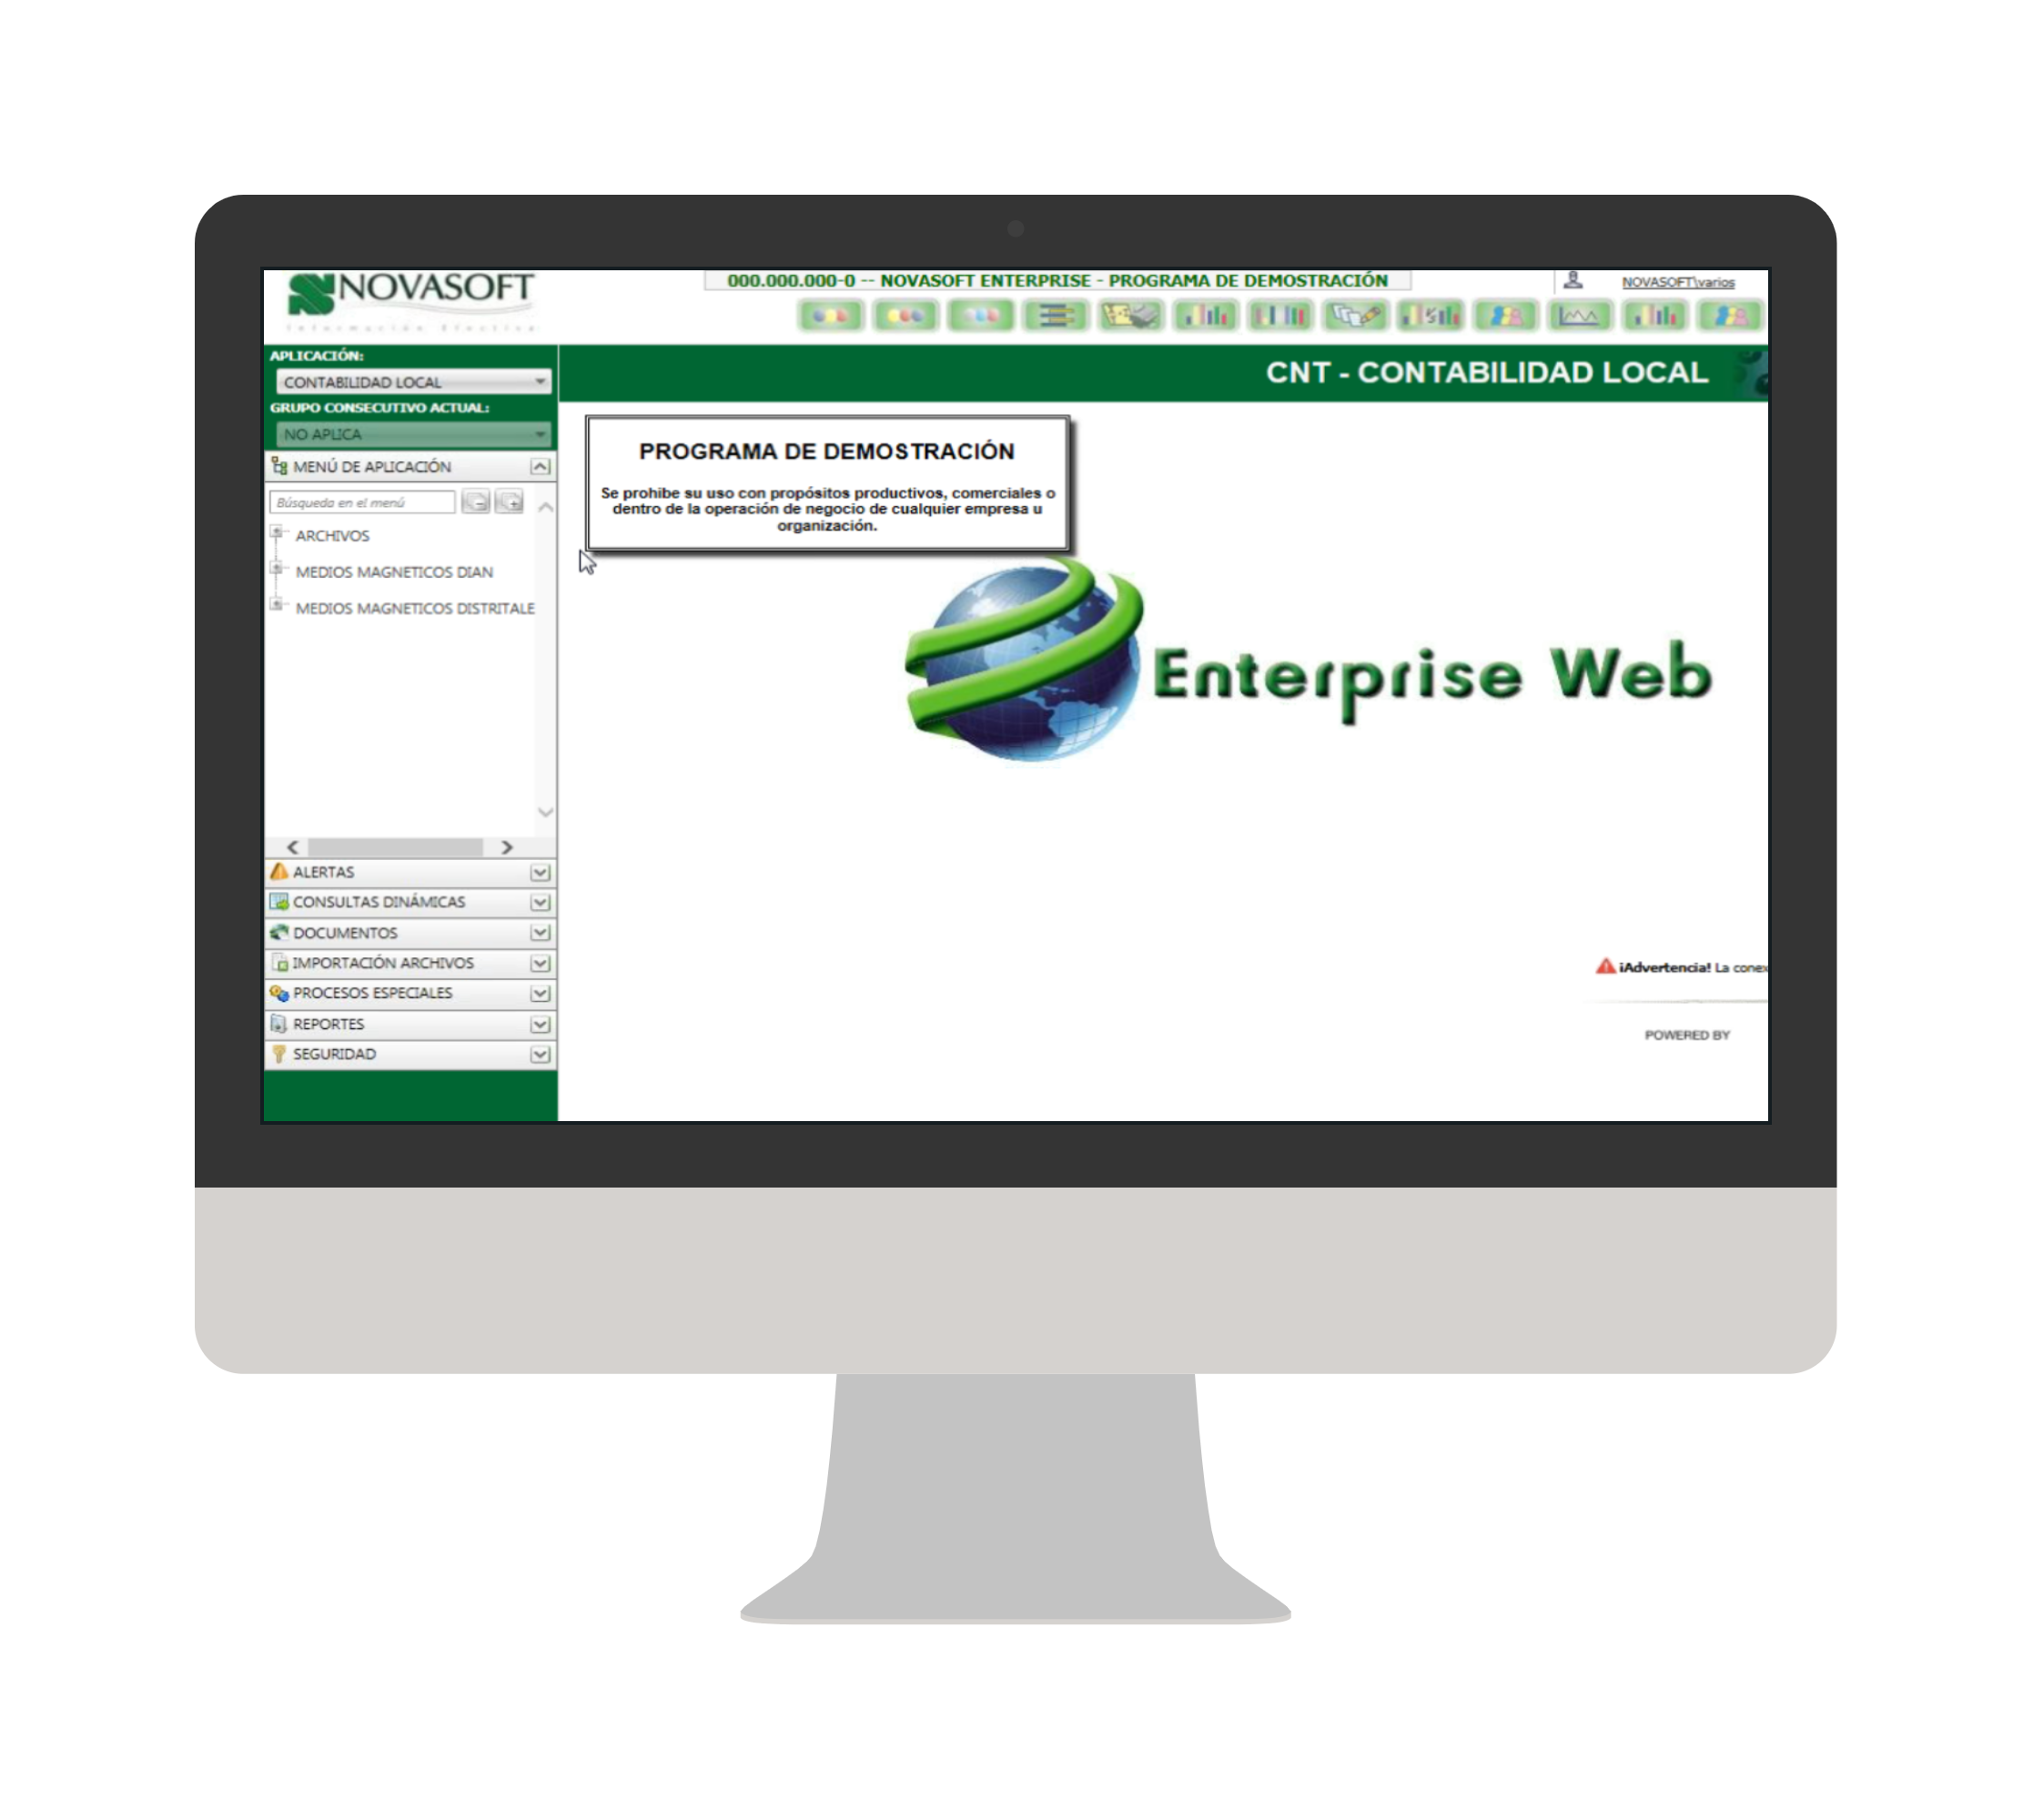 NOVASOFT
Información Efectiva
000.000.000-0 -- NOVASOFT ENTERPRISE - PROGRAMA DE DEMOSTRACIÓN
NOVASOFT\varios
APLICACIÓN:
CONTABILIDAD LOCAL
GRUPO CONSECUTIVO ACTUAL:
NO APLICA
CNT - CONTABILIDAD LOCAL
MENÚ DE APLICACIÓN
Búsqueda en el menú
ARCHIVOS
MEDIOS MAGNETICOS DIAN
MEDIOS MAGNETICOS DISTRITALE
ALERTAS
CONSULTAS DINÁMICAS
DOCUMENTOS
IMPORTACIÓN ARCHIVOS
PROCESOS ESPECIALES
REPORTES
SEGURIDAD
PROGRAMA DE DEMOSTRACIÓN
Se prohibe su uso con propósitos productivos, comerciales o
dentro de la operación de negocio de cualquier empresa u
organización.
Enterprise Web
¡Advertencia! La conex
POWERED BY